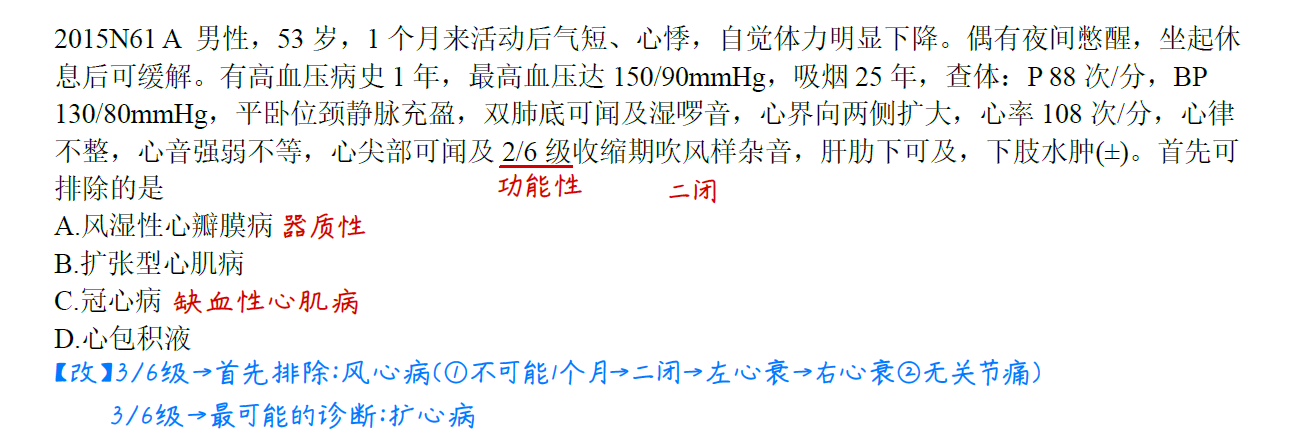 2015N61 A 男性，53 岁，1 个月来活动后气短、心悸，自觉体力明显下降。偶有夜间憋醒，坐起休
息后可缓解。有高血压病史 1 年，最高血压达 150/90mmHg，吸烟 25 年，查体：P 88 次/分，BP
130/80mmHg，平卧位颈静脉充盈，双肺底可闻及湿啰音，心界向两侧扩大，心率 108 次/分，心律
不整，心音强弱不等，心尖部可闻及 2/6 级收缩期吹风样杂音，肝肋下可及，下肢水肿(±)。首先可
功能性 二闭
排除的是
A.风湿性心瓣膜病 器质性
B.扩张型心肌病
C.冠心病 缺血性心肌病
D.心包积液
【改】3/6级→首先排除:风心病(①不可能1个月→二闭→左心衰→右心衰②无关节痛)
3/6级→最可能的诊断:扩心病